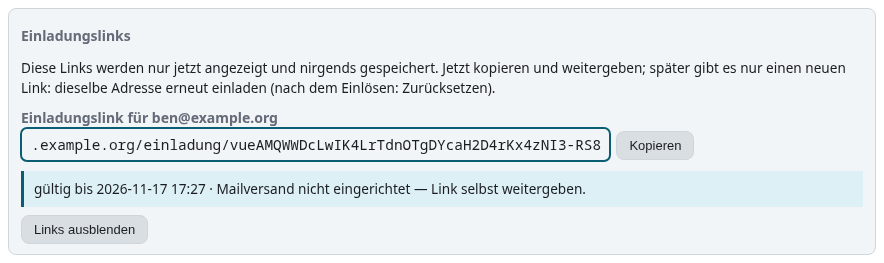 Einladungslinks
Diese Links werden nur jetzt angezeigt und nirgends gespeichert. Jetzt kopieren und weitergeben; später gibt es nur einen neuen
Link: dieselbe Adresse erneut einladen (nach dem Einlösen: Zurücksetzen).
Einladungslink für ben@example.org
.example.org/einladung/vueAMQWWDcLwIK4LrTdnOTgDYcaH2D4rKx4zNI3-RS8 Kopieren
gültig bis 2026-11-17 17:27 · Mailversand nicht eingerichtet — Link selbst weitergeben.
Links ausblenden